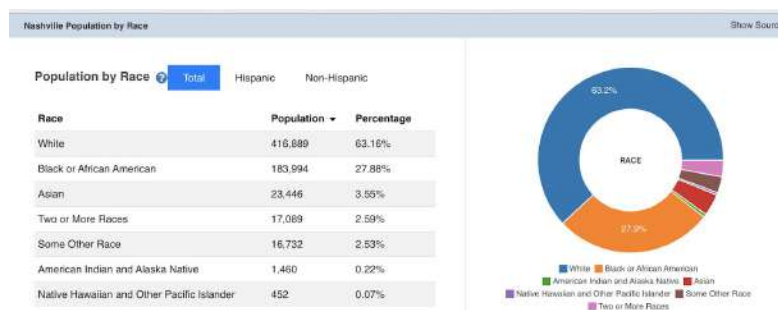 Nashville Population by Race
Show Sourc
Population by Race ? Total Hispanic Non-Hispanic
Race Population Percentage
White 416,889 63.16%
Black or African American 183,994 27.88%
Asian 23,446 3.55%
Two or More Races 17,089 2.59%
Some Other Race 16,732 2.53%
American Indian and Alaska Native 1,460 0.22%
Native Hawaiian and Other Pacific Islander 452 0.07%
63.2%
RACE
27.9%
White Black or African American
American Indian and Alaska Native Asian
Native Hawaiian and Other Pacific Islander Some Other Race
Two or More Races